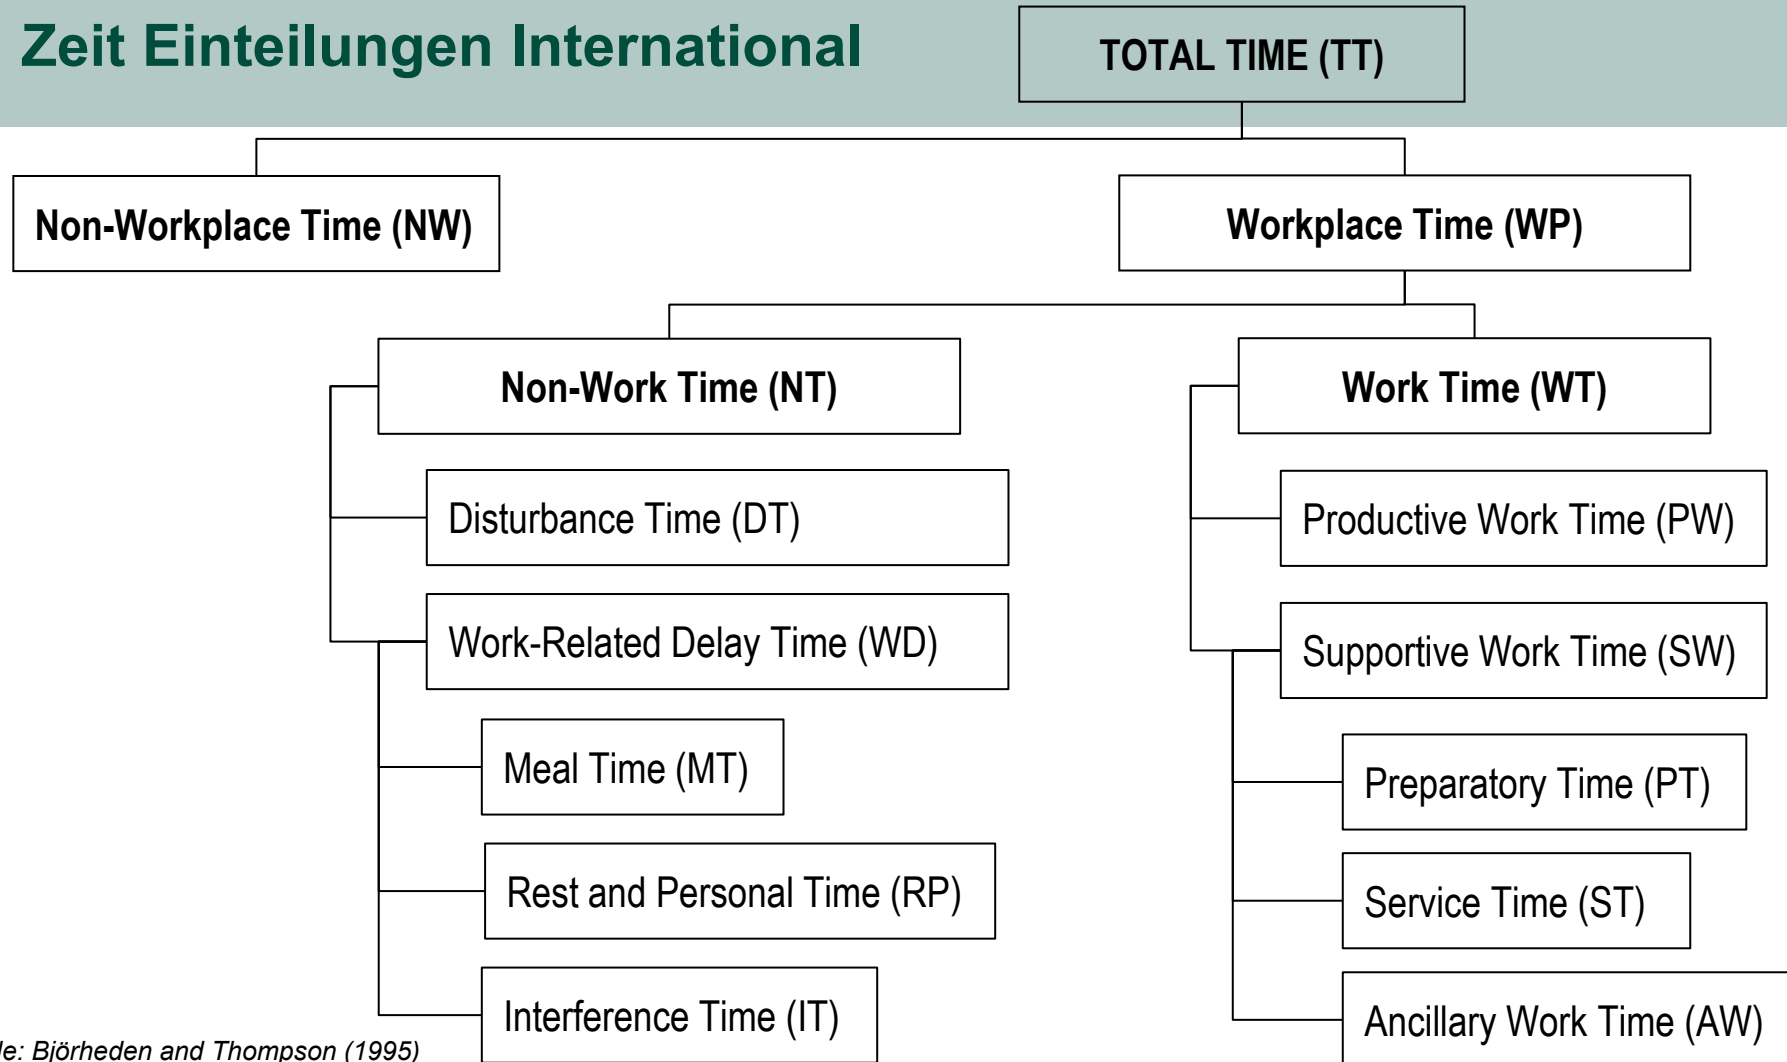 Zeit Einteilungen International
TOTAL TIME (TT)
Non-Workplace Time (NW)
Workplace Time (WP)
Non-Work Time (NT)
Work Time (WT)
Disturbance Time (DT)
Productive Work Time (PW)
Work-Related Delay Time (WD)
Supportive Work Time (SW)
Meal Time (MT)
Preparatory Time (PT)
Rest and Personal Time (RP)
Service Time (ST)
Interference Time (IT)
Ancillary Work Time (AW)
le: Björheden and Thompson (1995)